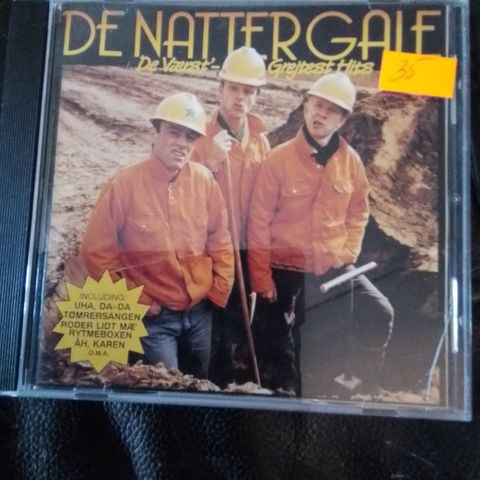 DE NATTERGALE
De Værst'- Grejtest Hits
35
INCLUDING:
UHA, DA-DA
TØMRERSANGEN
RODER LIDT MÆ'
RYTMEBOXEN
ÅH, KAREN
O.M.A.